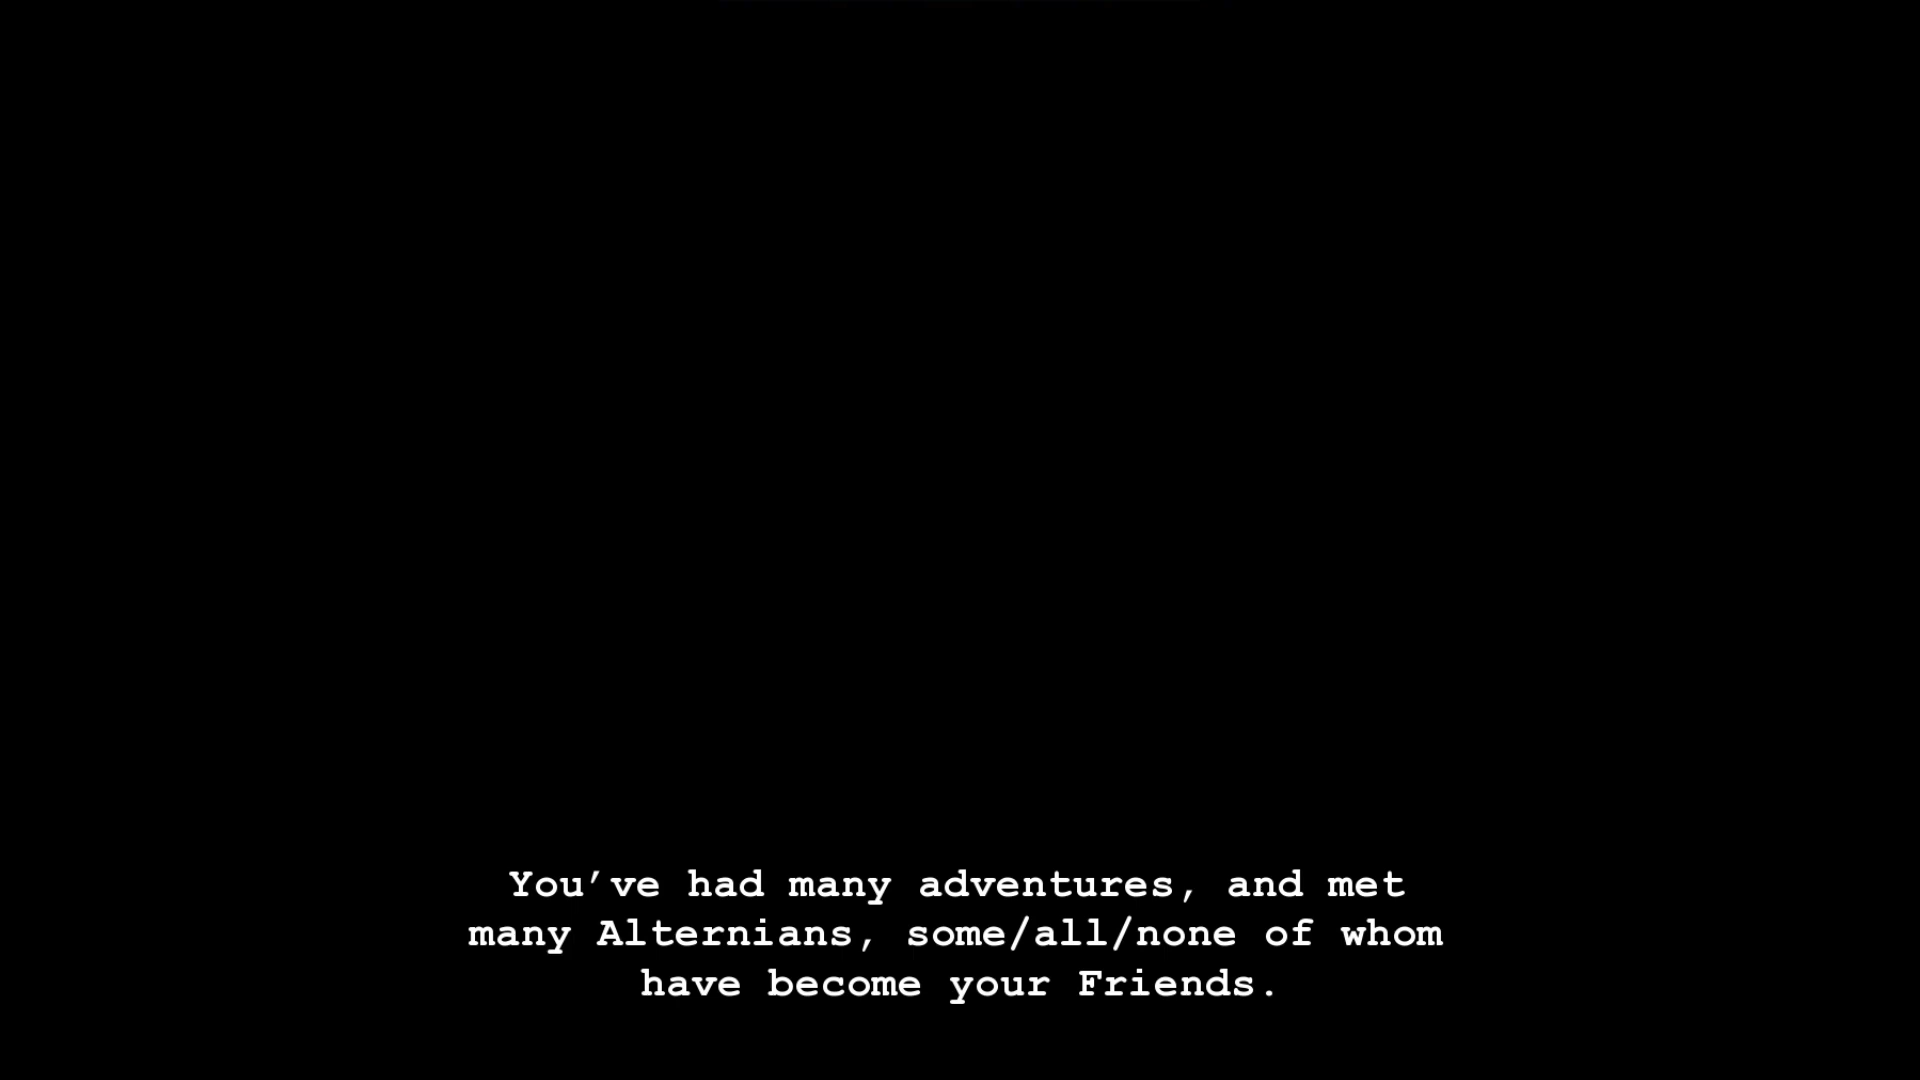 You’ve had many adventures, and met
many Alternians, some/all/none of whom
have become your Friends.